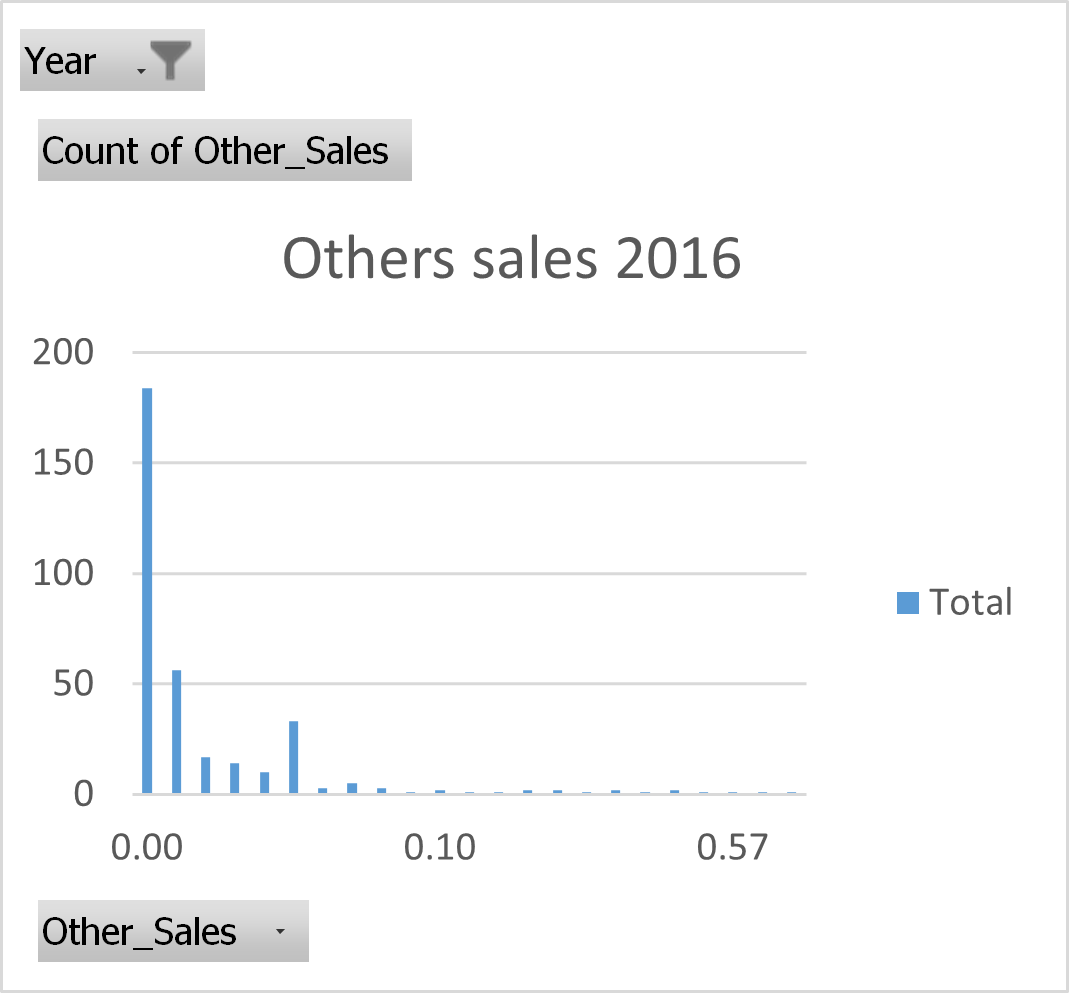 Year
Count of Other_Sales
Others sales 2016
200
150
100
50
0
0.00 0.10 0.57
Total
Other_Sales